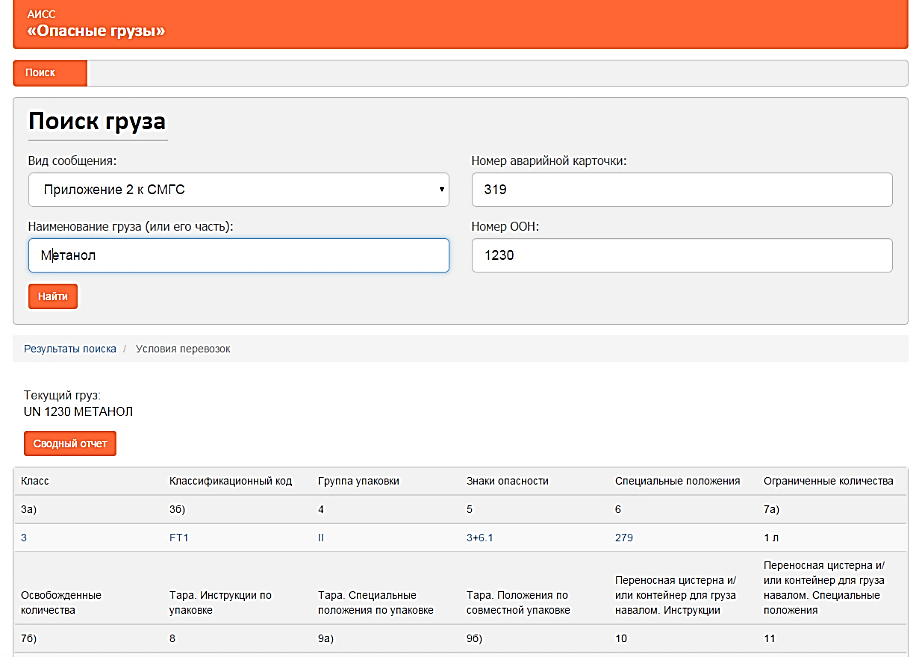 АИСС
«Опасные грузы»
Поиск
Поиск груза
Вид сообщения:
Номер аварийной карточки:
Приложение 2 к СМГС
319
Наименование груза (или его часть):
Номер ООН:
Метанол
1230
Найти
Результаты поиска / Условия перевозок
Текущий груз:
UN 1230 МЕТАНОЛ
Сводный отчет
Класс Классификационный код Группа упаковки Знаки опасности Специальные положения Ограниченные количества
3а) 3б) 4 5 6 7а)
3 FT1 II 3+6.1 279 1 л
Освобожденные
количества
Тара. Инструкции по
упаковке
Тара. Специальные
положения по упаковке
Тара. Положения по
совместной упаковке
Переносная цистерна и/
или контейнер для груза
навалом. Инструкции
Переносная цистерна и/
или контейнер для груза
навалом. Специальные
положения
7б) 8 9а) 9б) 10 11